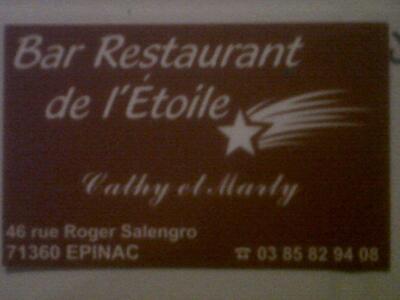 Bar Restaurant
de l'Étoile
Cathy et Marty
46 rue Roger Salengro
71360 EPINAC
☎ 03 85 82 94 08